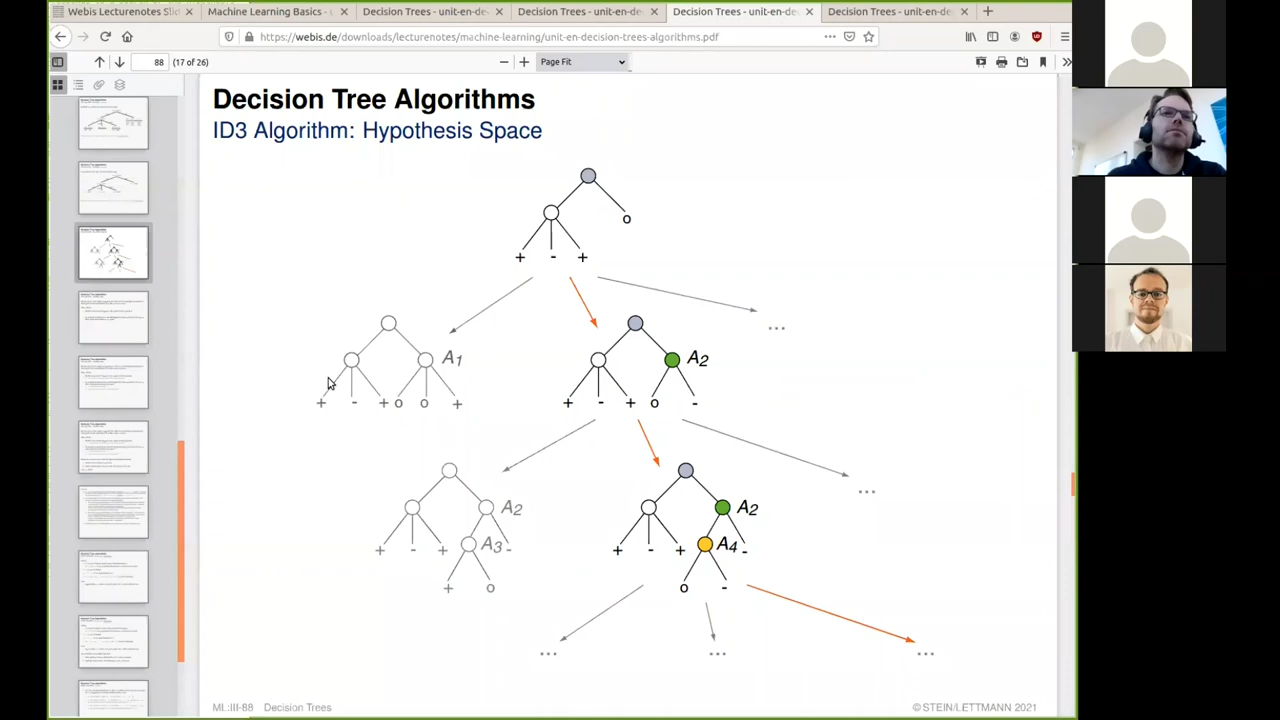 Webis Lecturenotes Slid
Machine Learning Basics -
Decision Trees - unit-en-de
Decision Trees - unit-en-de
Decision Trees - unit-en-de
Decision Trees - unit-en-de
https://webis.de/downloads/lecturenotes/machine-learning/unit-en-decision-trees-algorithms.pdf
88 (17 of 26)
Page Fit
Decision Tree Algorithms
ID3 Algorithm: Hypothesis Space
o
+ - +
...
A1
A2
+ - + o o +
+ - + o -
...
A2
A2
+ - + A3 -
+ - + A4 -
+ o
o -
... ... ...
ML:III-88 Decision Trees
© STEIN/LETTMANN 2021